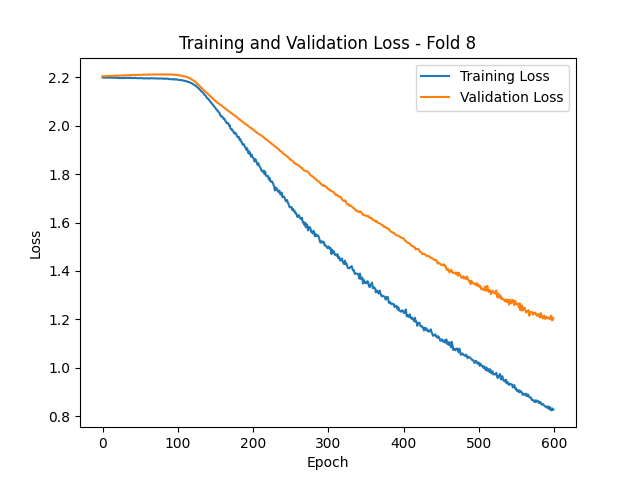 Training and Validation Loss - Fold 8
Training Loss
Validation Loss
2.2
2.0
1.8
1.6
1.4
1.2
1.0
0.8
Loss
0 100 200 300 400 500 600
Epoch